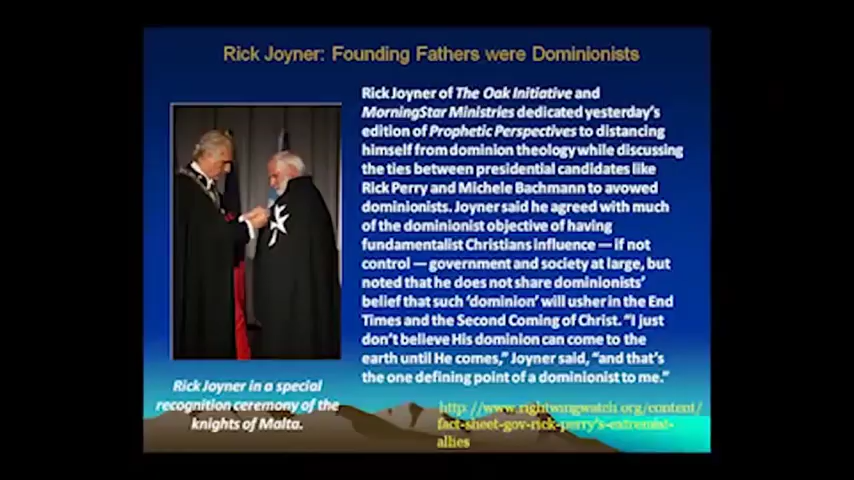 Rick Joyner: Founding Fathers were Dominionists
Rick Joyner of The Oak Initiative and
MorningStar Ministries dedicated yesterday's
edition of Prophetic Perspectives to distancing
himself from dominion theology while discussing
the ties between presidential candidates like
Rick Perry and Michele Bachmann to avowed
dominionists. Joyner said he agreed with much
of the dominionist objective of having
fundamentalist Christians influence — if not
control — government and society at large, but
noted that he does not share dominionists'
belief that such 'dominion' will usher in the End
Times and the Second Coming of Christ. "I just
don't believe His dominion can come to the
earth until He comes," Joyner said, "and that's
the one defining point of a dominionist to me."
Rick Joyner in a special
recognition ceremony of the
knights of Malta.
http://www.rightwingwatch.org/content/
fact-sheet-gov-rick-perry's-extremist-
allies